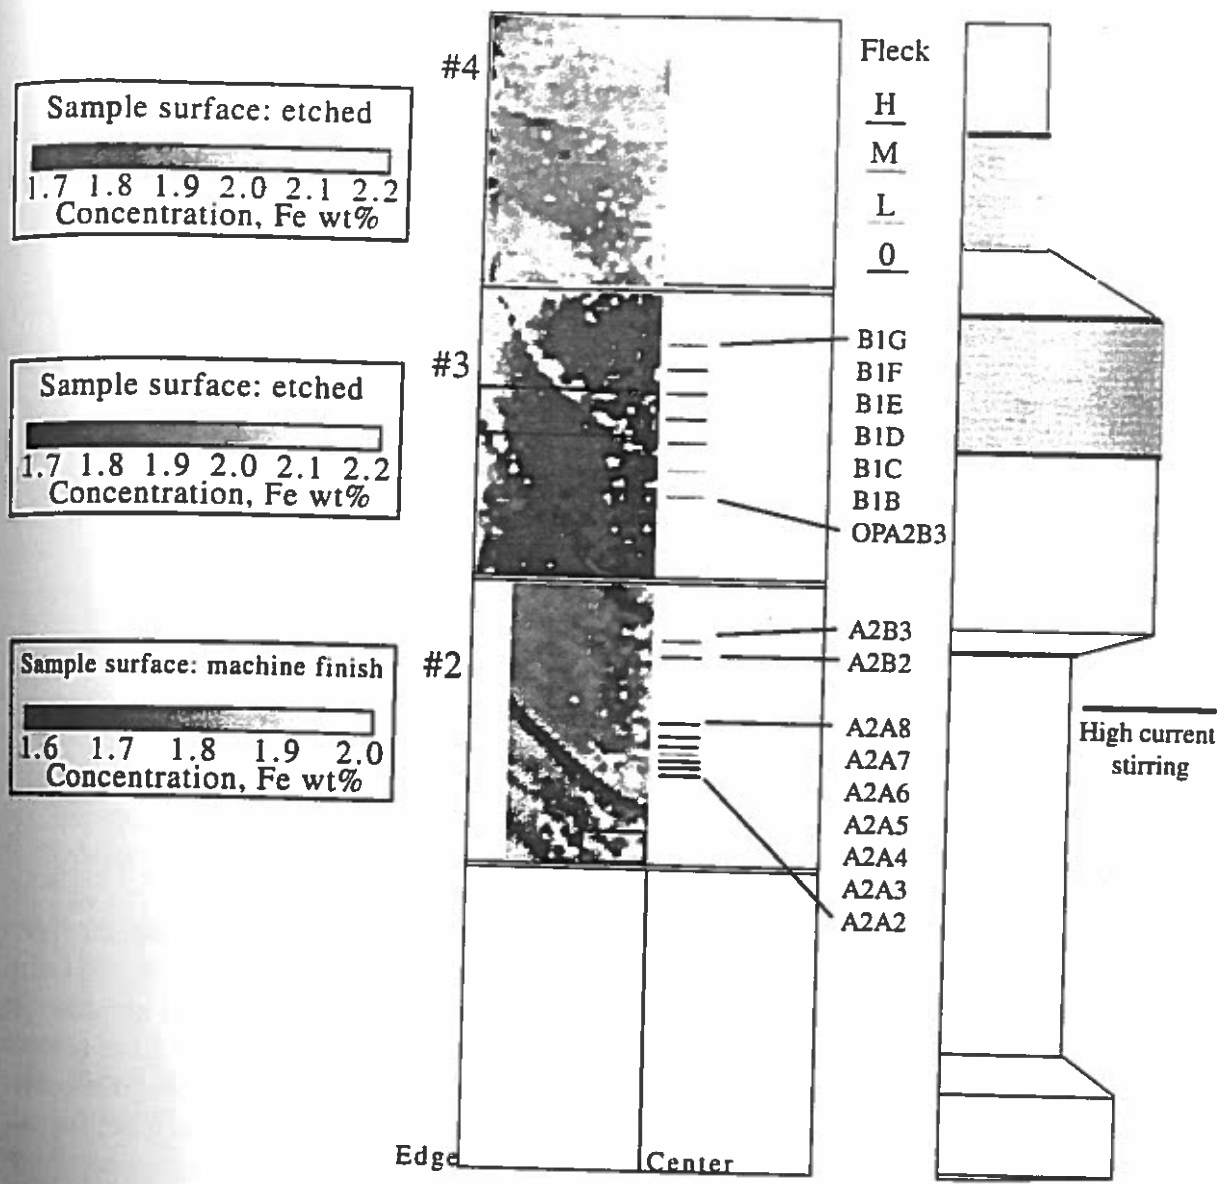 #4
Sample surface: etched
1.7 1.8 1.9 2.0 2.1 2.2
Concentration, Fe wt%
Fleck
H
M
L
0
#3
Sample surface: etched
1.7 1.8 1.9 2.0 2.1 2.2
Concentration, Fe wt%
B1G
B1F
B1E
B1D
B1C
B1B
OPA2B3
#2
Sample surface: machine finish
1.6 1.7 1.8 1.9 2.0
Concentration, Fe wt%
A2B3
A2B2
A2A8
A2A7
A2A6
A2A5
A2A4
A2A3
A2A2
High current
stirring
Edge
Center